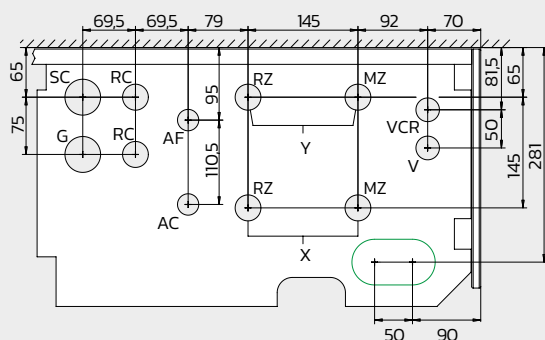 69,5 69,5 79 145 92 70
65 SC RC 95 RZ MZ 81,5 65
75 G RC AF 110,5 Y VCR V 50 145 281
AC RZ MZ
X
50 90